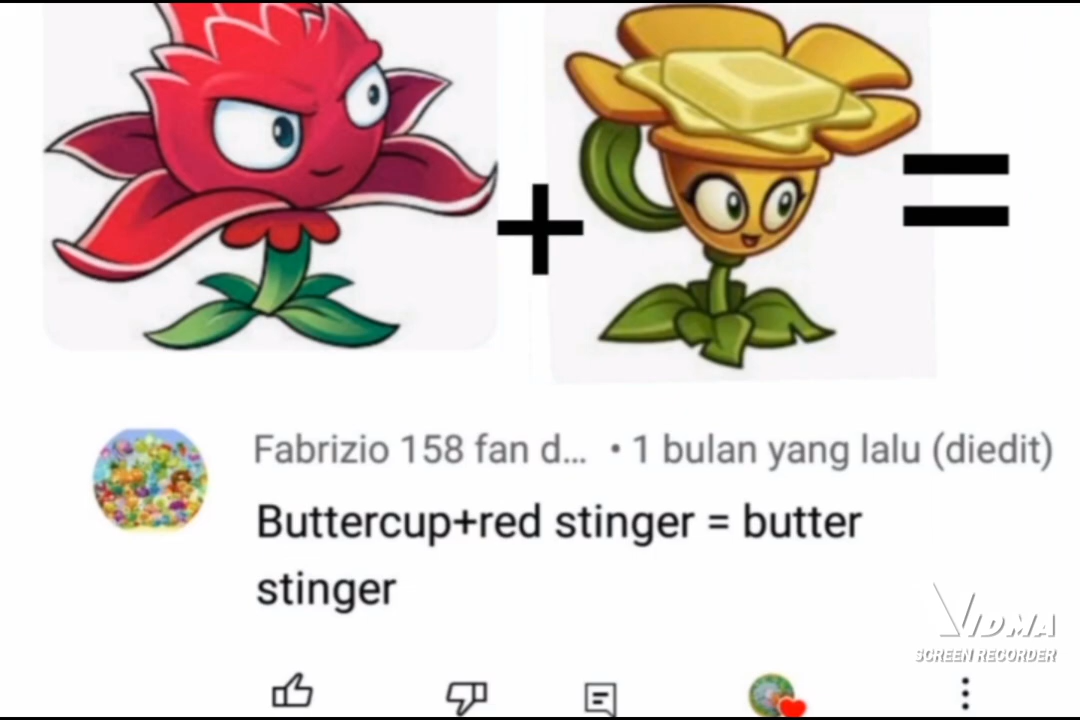 +
=
Fabrizio 158 fan d... • 1 bulan yang lalu (diedit)
Buttercup+red stinger = butter
stinger
VIDMA
SCREEN RECORDER